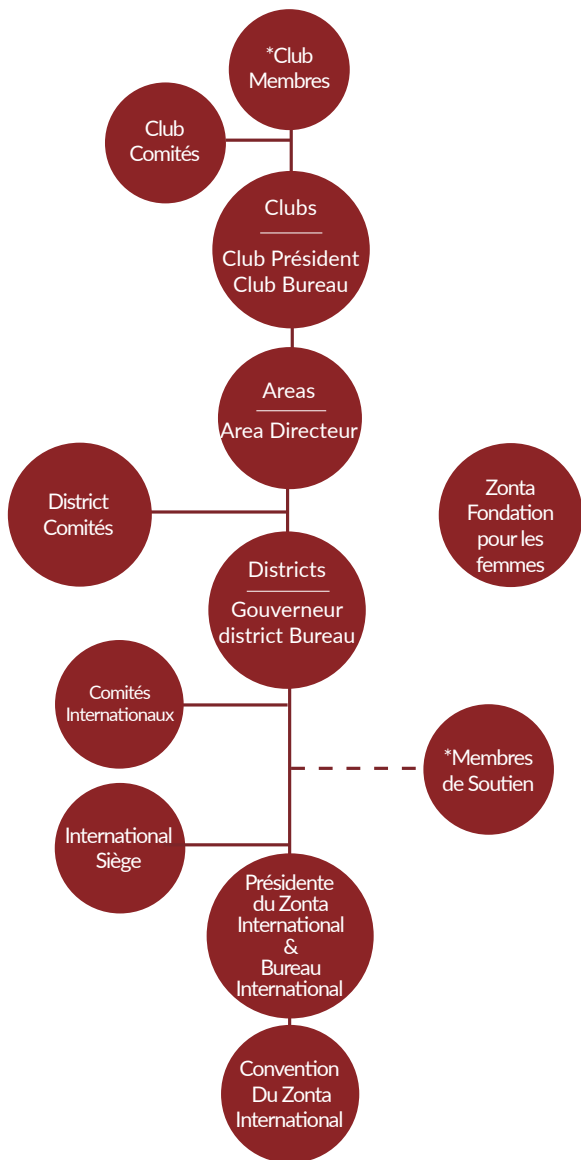 *Club
Membres
Club
Comités
Clubs
Club Président
Club Bureau
Areas
Area Directeur
District
Comités
Zonta
Fondation
pour les
femmes
Districts
Gouverneur
district Bureau
Comités
Internationaux
*Membres
de Soutien
International
Siège
Présidente
du Zonta
International
&
Bureau
International
Convention
Du Zonta
International